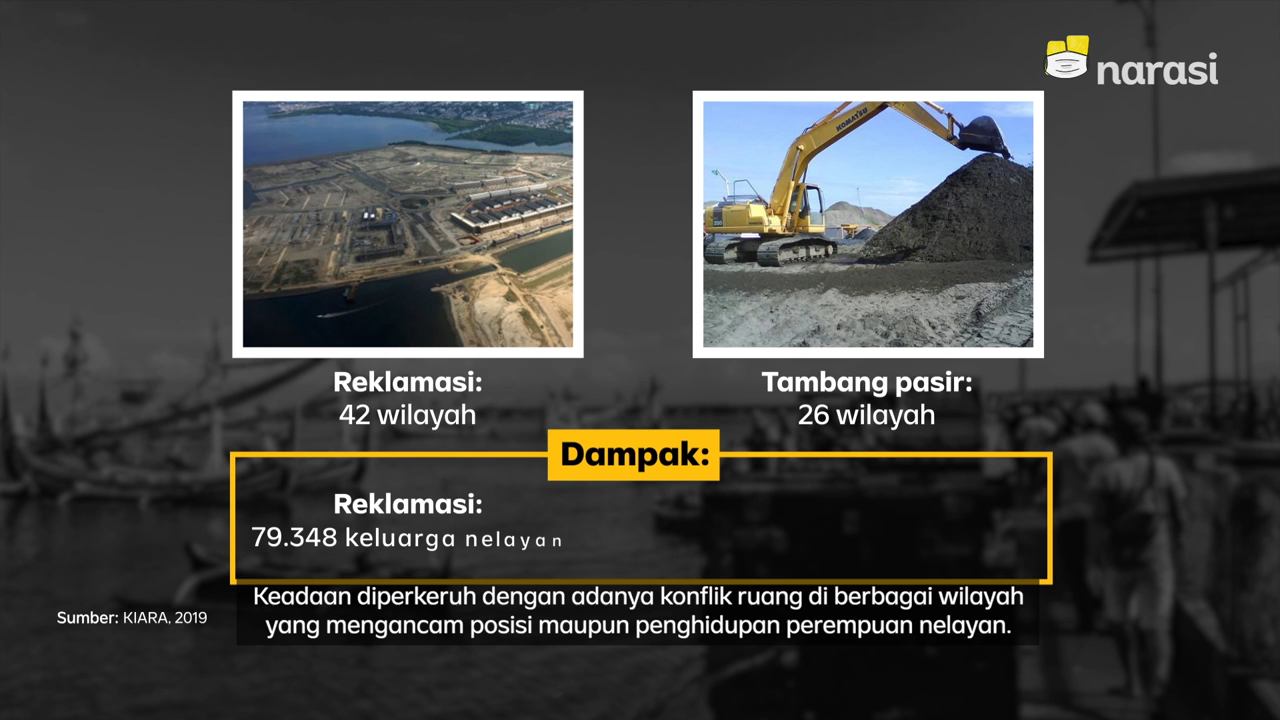 narasi
KOMATSU
Reklamasi:
42 wilayah
Tambang pasir:
26 wilayah
Dampak:
Reklamasi:
79.348 keluarga nelayan
Keadaan diperkeruh dengan adanya konflik ruang di berbagai wilayah
yang mengancam posisi maupun penghidupan perempuan nelayan.
Sumber: KIARA, 2019